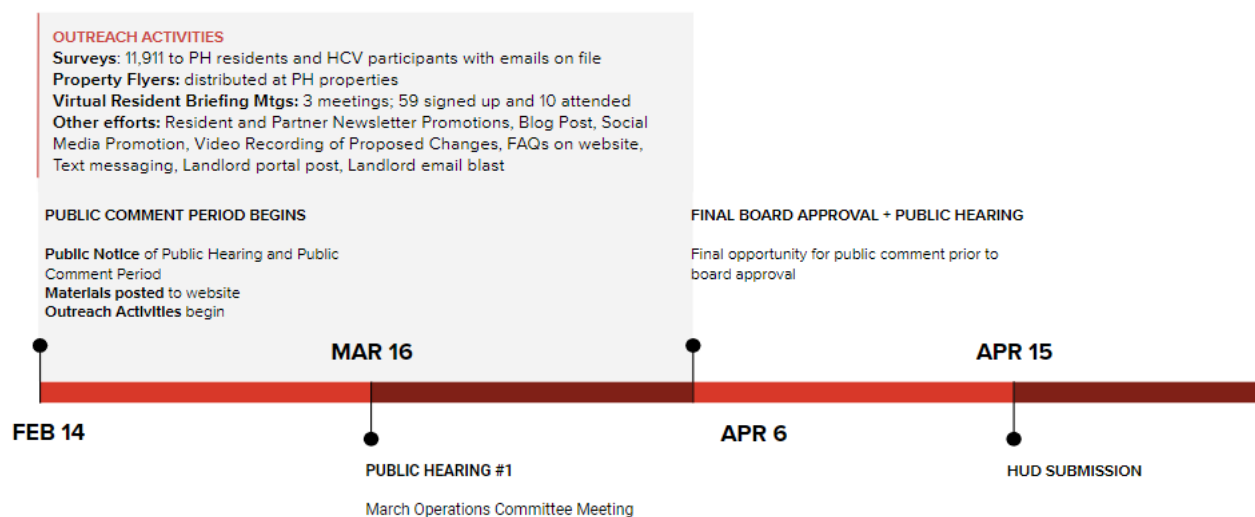 OUTREACH ACTIVITIES
Surveys: 11,911 to PH residents and HCV participants with emails on file
Property Flyers: distributed at PH properties
Virtual Resident Briefing Mtgs: 3 meetings; 59 signed up and 10 attended
Other efforts: Resident and Partner Newsletter Promotions, Blog Post, Social
Media Promotion, Video Recording of Proposed Changes, FAQs on website,
Text messaging, Landlord portal post, Landlord email blast
PUBLIC COMMENT PERIOD BEGINS
Public Notice of Public Hearing and Public
Comment Period
Materials posted to website
Outreach Activities begin
FINAL BOARD APPROVAL + PUBLIC HEARING
Final opportunity for public comment prior to
board approval
MAR 16
APR 15
FEB 14
APR 6
PUBLIC HEARING #1
March Operations Committee Meeting
HUD SUBMISSION